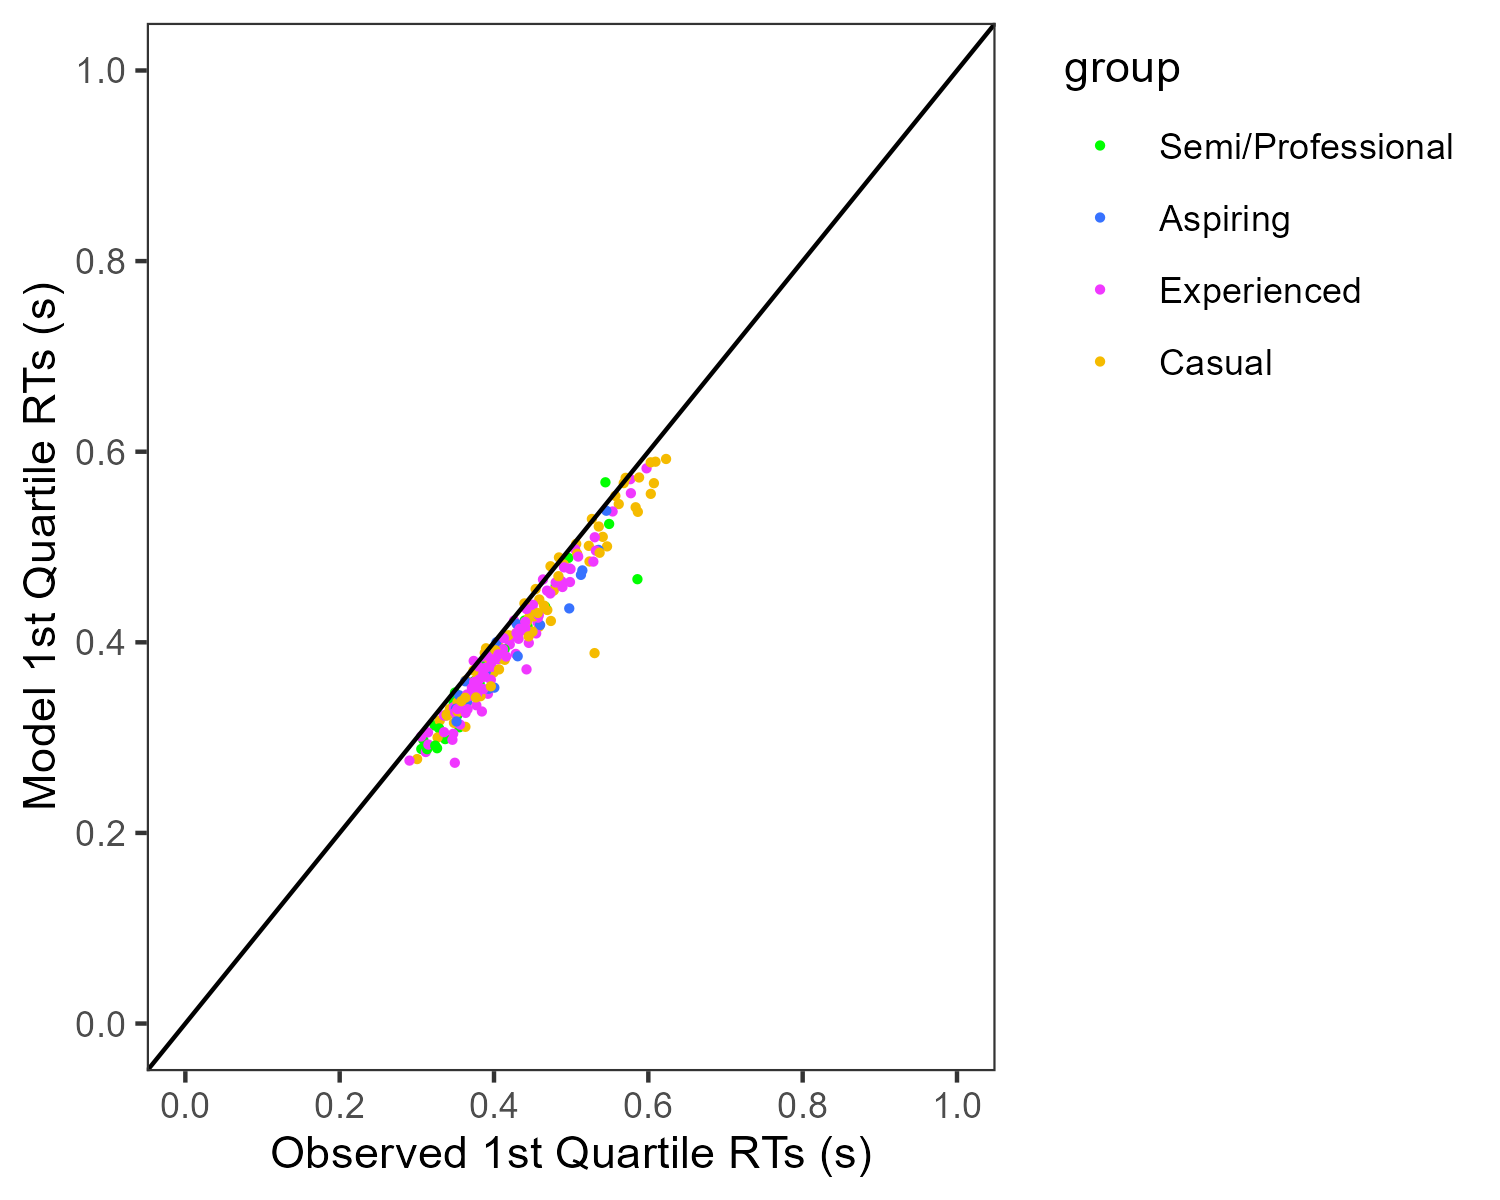 group
Semi/Professional
Aspiring
Experienced
Casual
Model 1st Quartile RTs (s)
1.0
0.8
0.6
0.4
0.2
0.0
0.0 0.2 0.4 0.6 0.8 1.0
Observed 1st Quartile RTs (s)